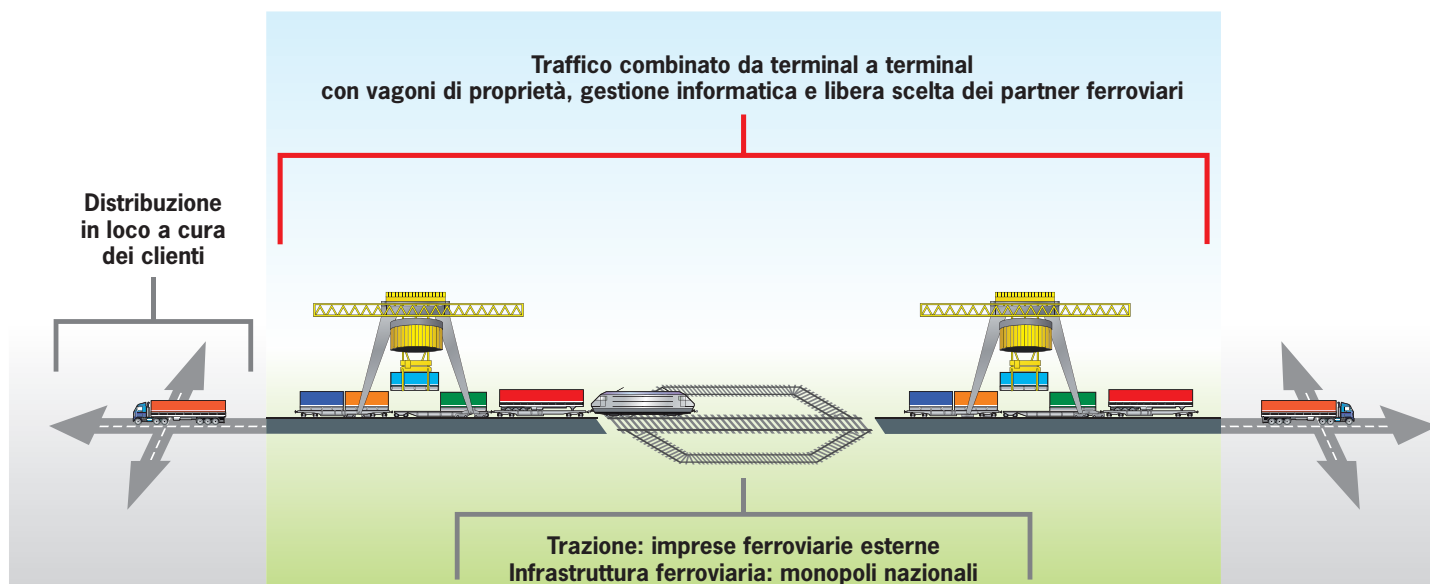 Traffico combinato da terminal a terminal
con vagoni di proprietà, gestione informatica e libera scelta dei partner ferroviari
Distribuzione
in loco a cura
dei clienti
Trazione: imprese ferroviarie esterne
Infrastruttura ferroviaria: monopoli nazionali